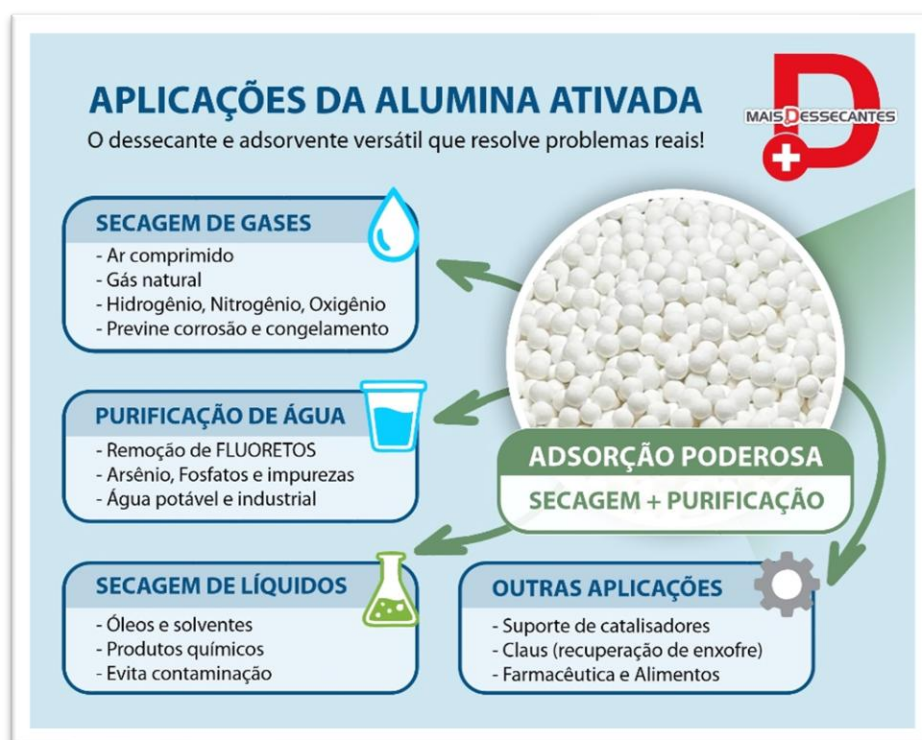 APLICAÇÕES DA ALUMINA ATIVADA
O dessecante e adsorvente versátil que resolve problemas reais!
MAIS DESSECANTES
SECAGEM DE GASES
- Ar comprimido
- Gás natural
- Hidrogênio, Nitrogênio, Oxigênio
- Previne corrosão e congelamento
PURIFICAÇÃO DE ÁGUA
- Remoção de FLUORETOS
- Arsênio, Fosfatos e impurezas
- Água potável e industrial
ADSORÇÃO PODEROSA
SECAGEM + PURIFICAÇÃO
SECAGEM DE LÍQUIDOS
- Óleos e solventes
- Produtos químicos
- Evita contaminação
OUTRAS APLICAÇÕES
- Suporte de catalisadores
- Claus (recuperação de enxofre)
- Farmacêutica e Alimentos